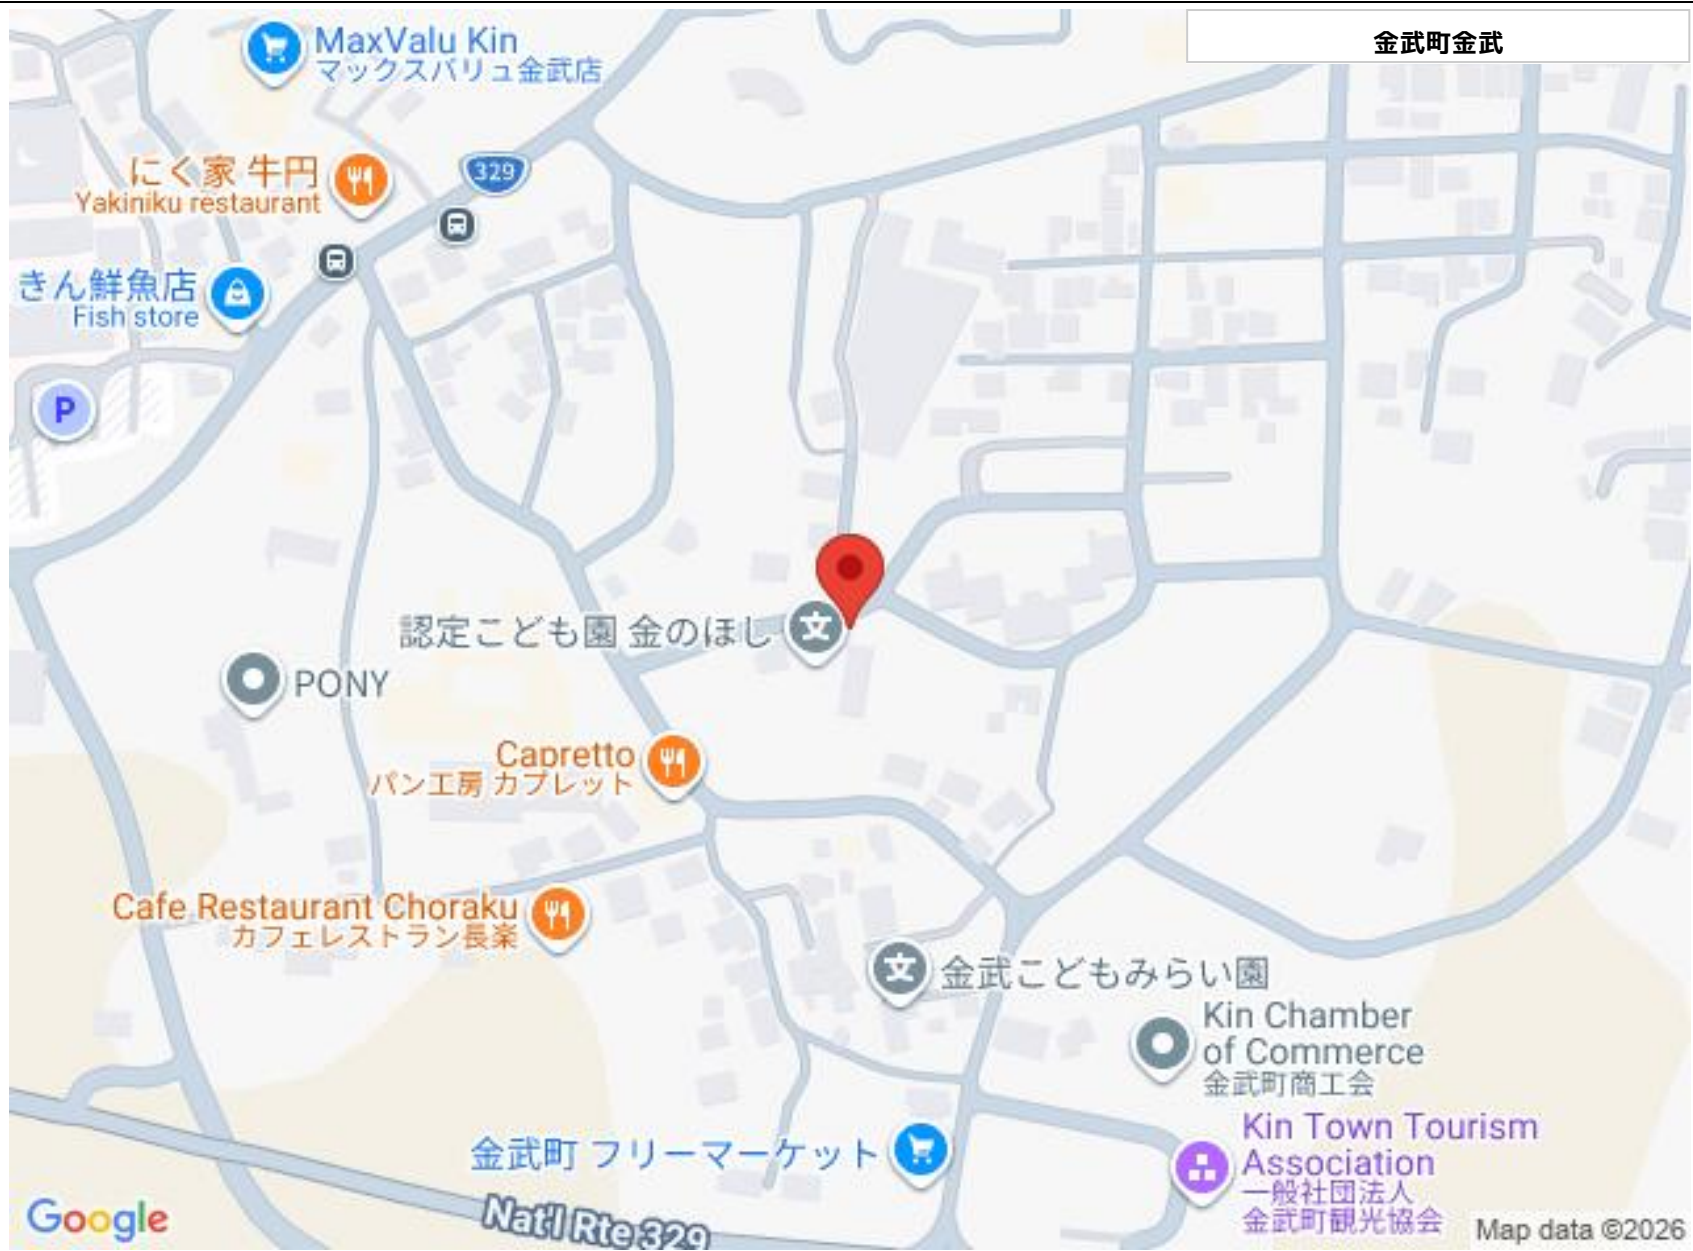 金武町金武
MaxValu Kin
マックスバリュ金武店
にく家 牛円
Yakiniku restaurant
329
きん鮮魚店
Fish store
P
認定こども園 金のほし
文
PONY
Capretto
パン工房 カプレット
Cafe Restaurant Choraku
カフェレストラン長楽
文
金武こどもみらい園
Kin Chamber
of Commerce
金武町商工会
金武町 フリーマーケット
Kin Town Tourism
Association
一般社団法人
金武町観光協会
Nat'l Rte 329
Google
Map data ©2026